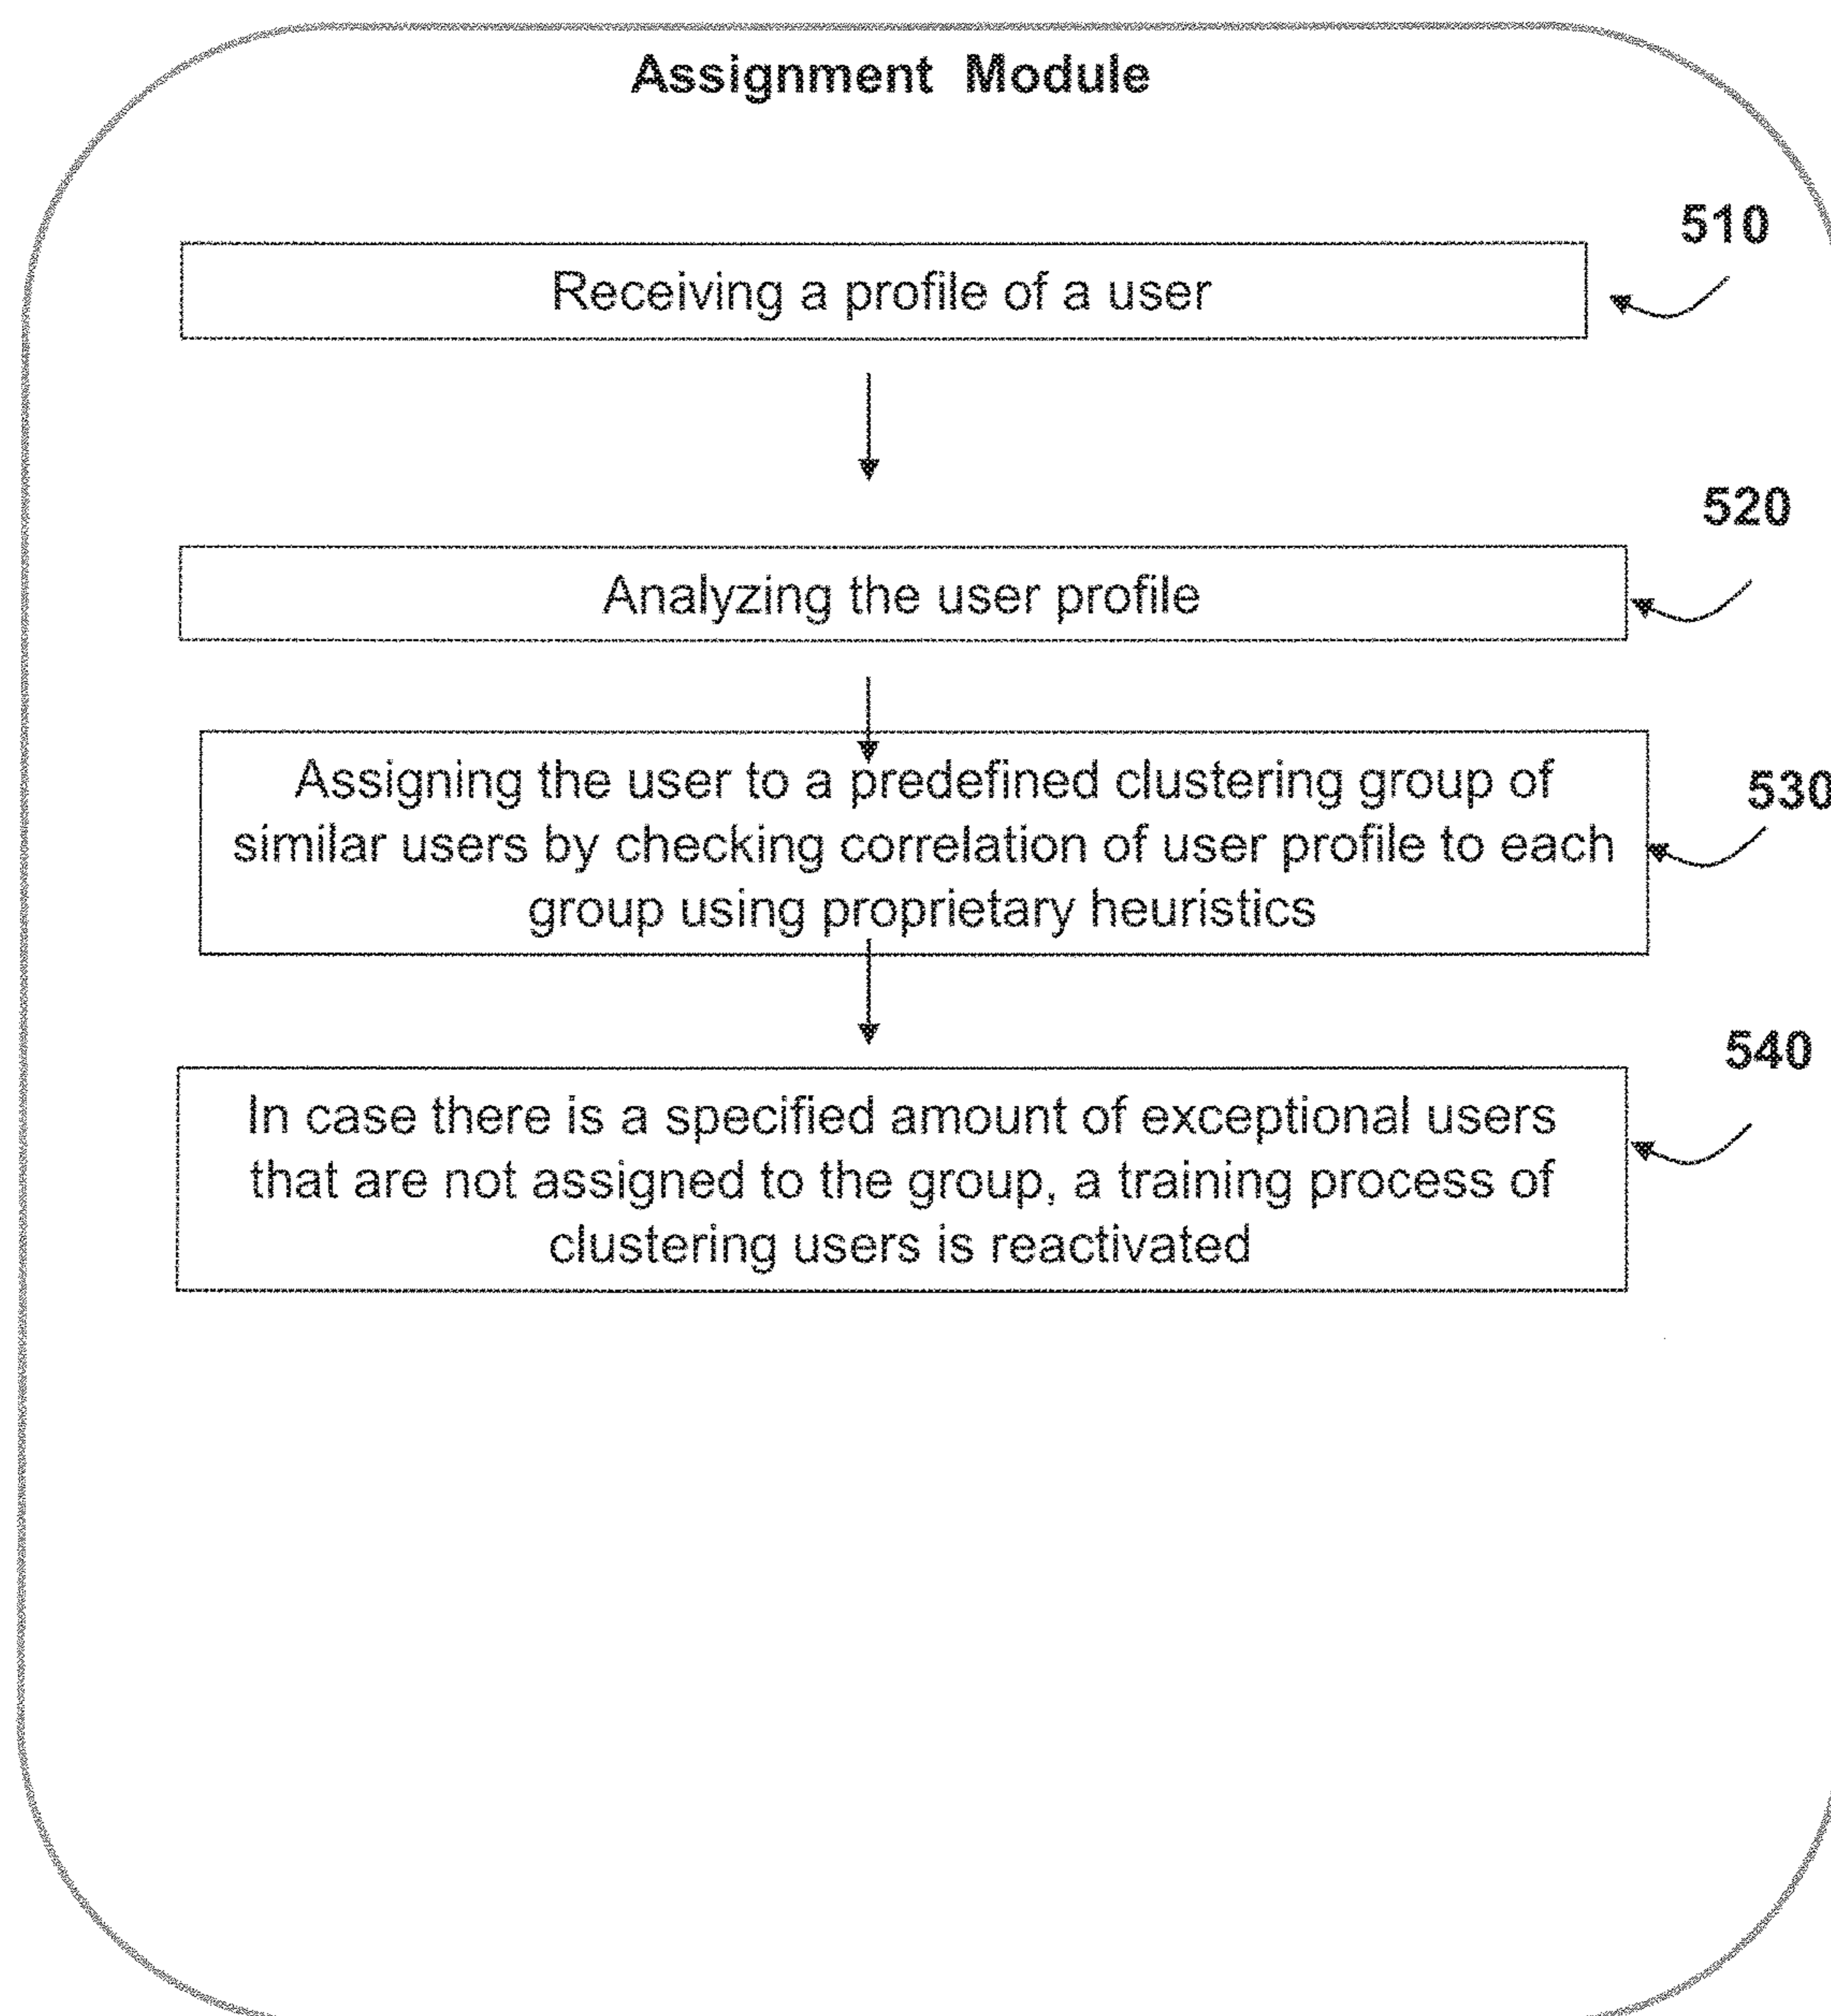 Assignment Module
510
Receiving a profile of a user
520
Analyzing the user profile
530
Assigning the user to a predefined clustering group of
similar users by checking correlation of user profile to each
group using proprietary heuristics
540
In case there is a specified amount of exceptional users
that are not assigned to the group, a training process of
clustering users is reactivated